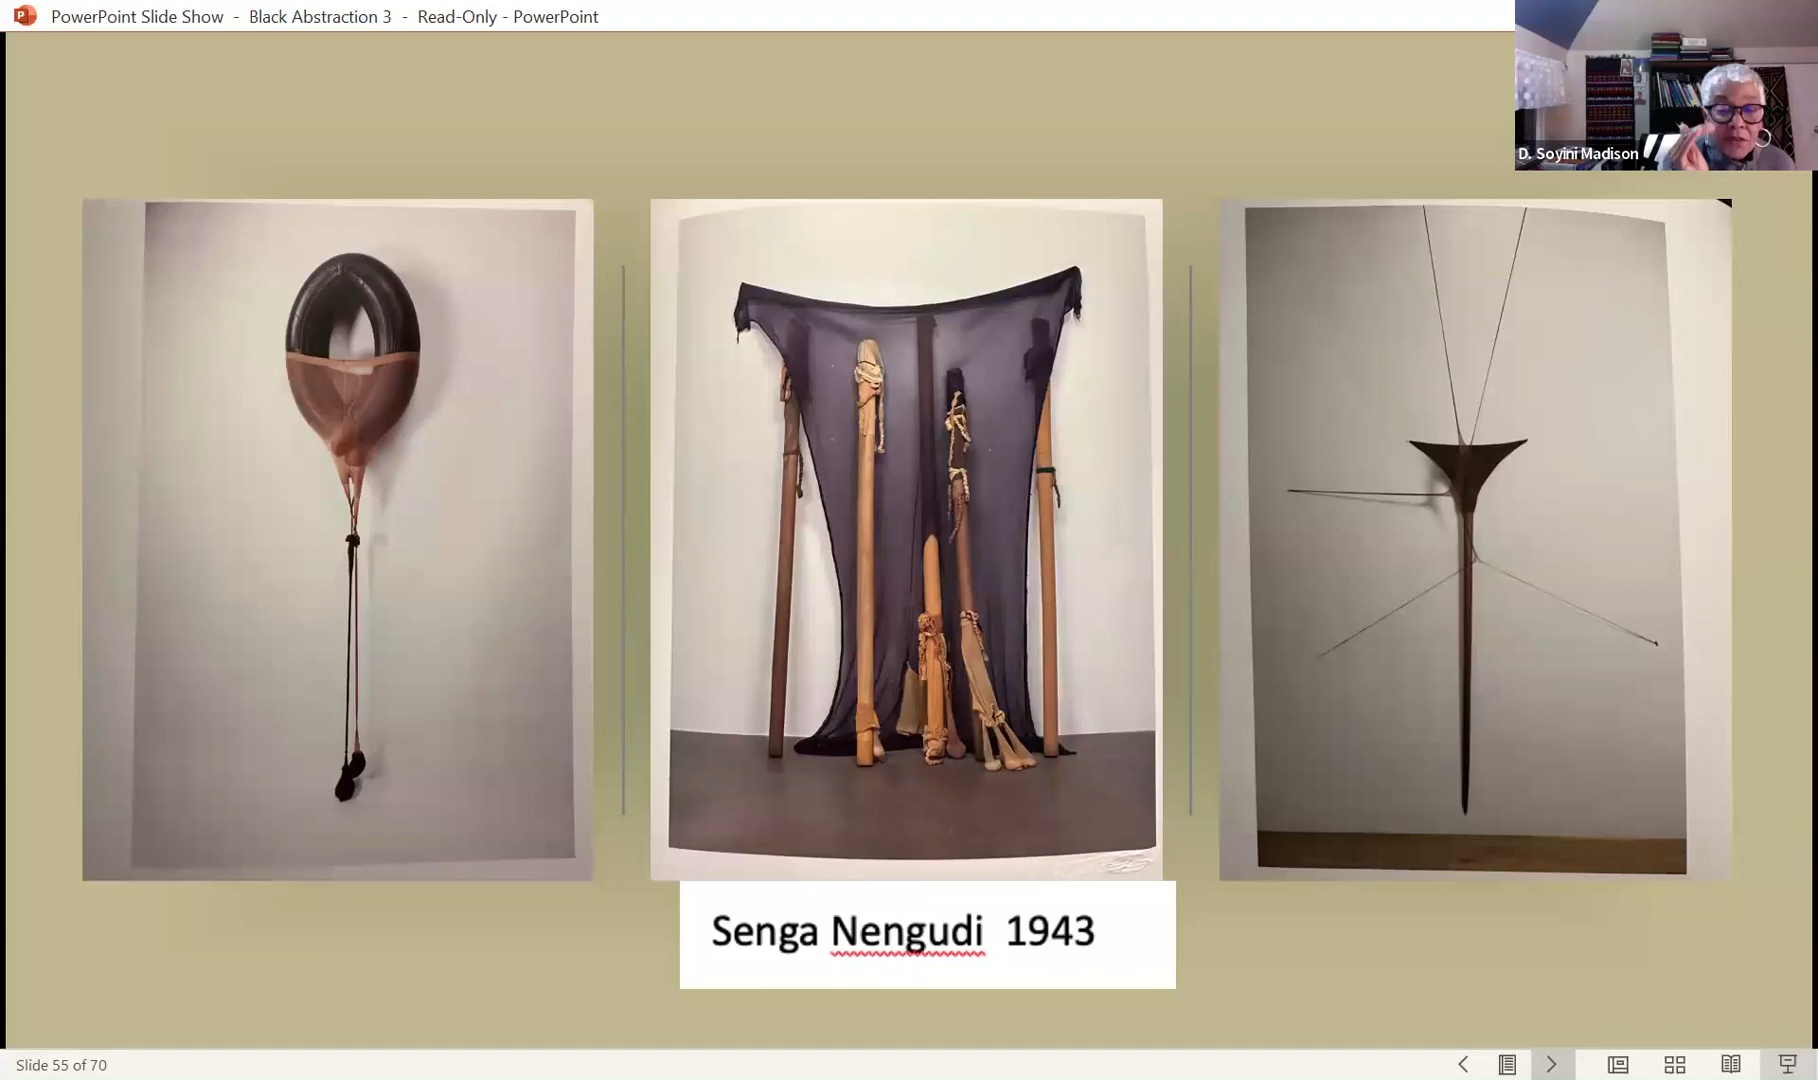 PowerPoint Slide Show - Black Abstraction 3 - Read-Only - PowerPoint
D. Soyini Madison
Senga Nengudi 1943
Slide 55 of 70